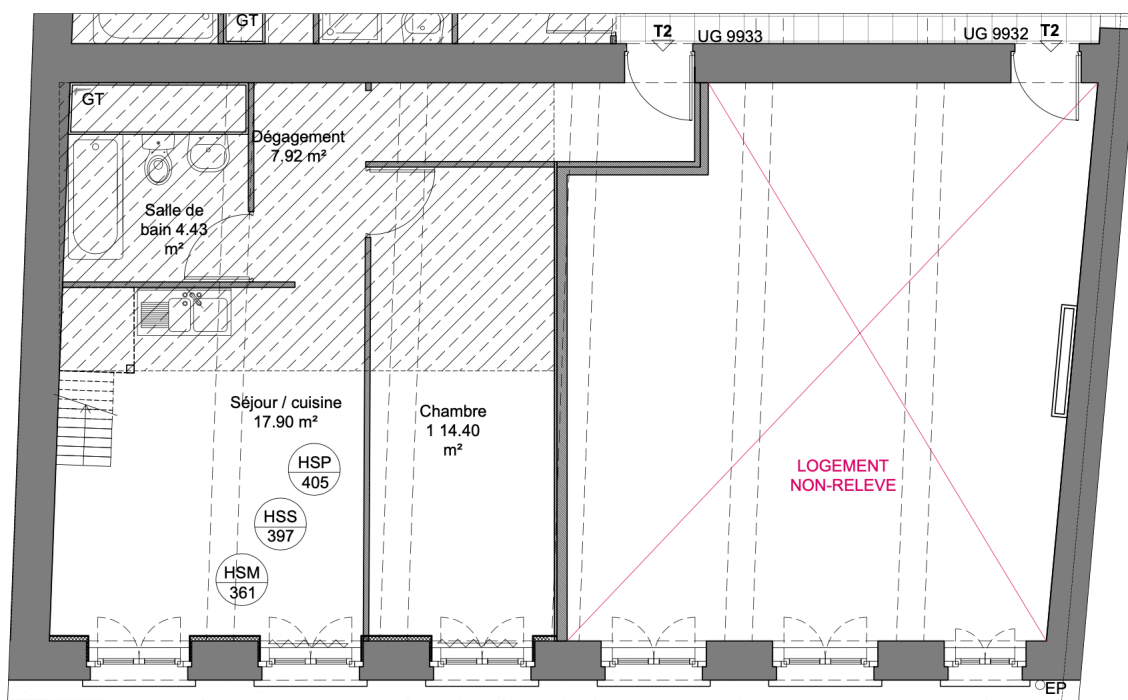 GT
UG 9933
T2
UG 9932
T2
GT
Dégagement
7.92 m²
Salle de
bain 4.43
m²
Séjour / cuisine
17.90 m²
Chambre
1 14.40
m²
HSP
405
HSS
397
HSM
361
LOGEMENT
NON-RELEVE
EP